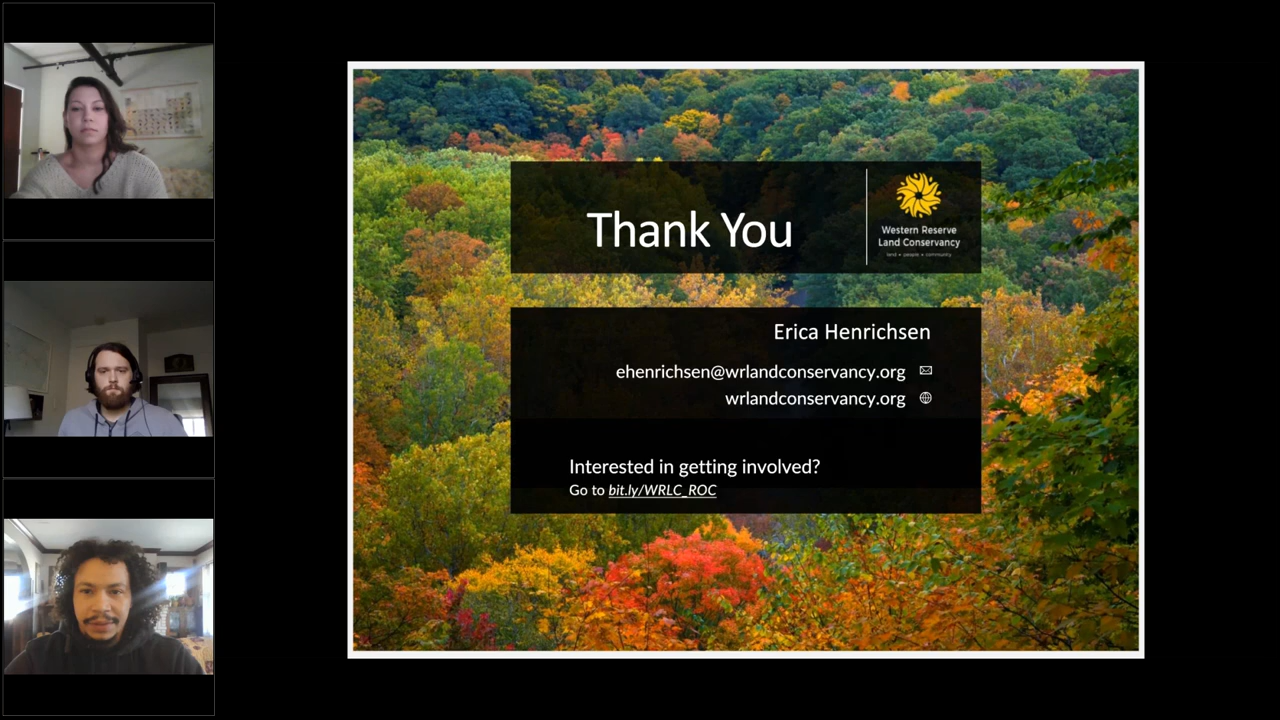 Thank You
Western Reserve
Land Conservancy
land • people • community
Erica Henrichsen
ehenrichsen@wrlandconservancy.org
wrlandconservancy.org
Interested in getting involved?
Go to bit.ly/WRLC_ROC